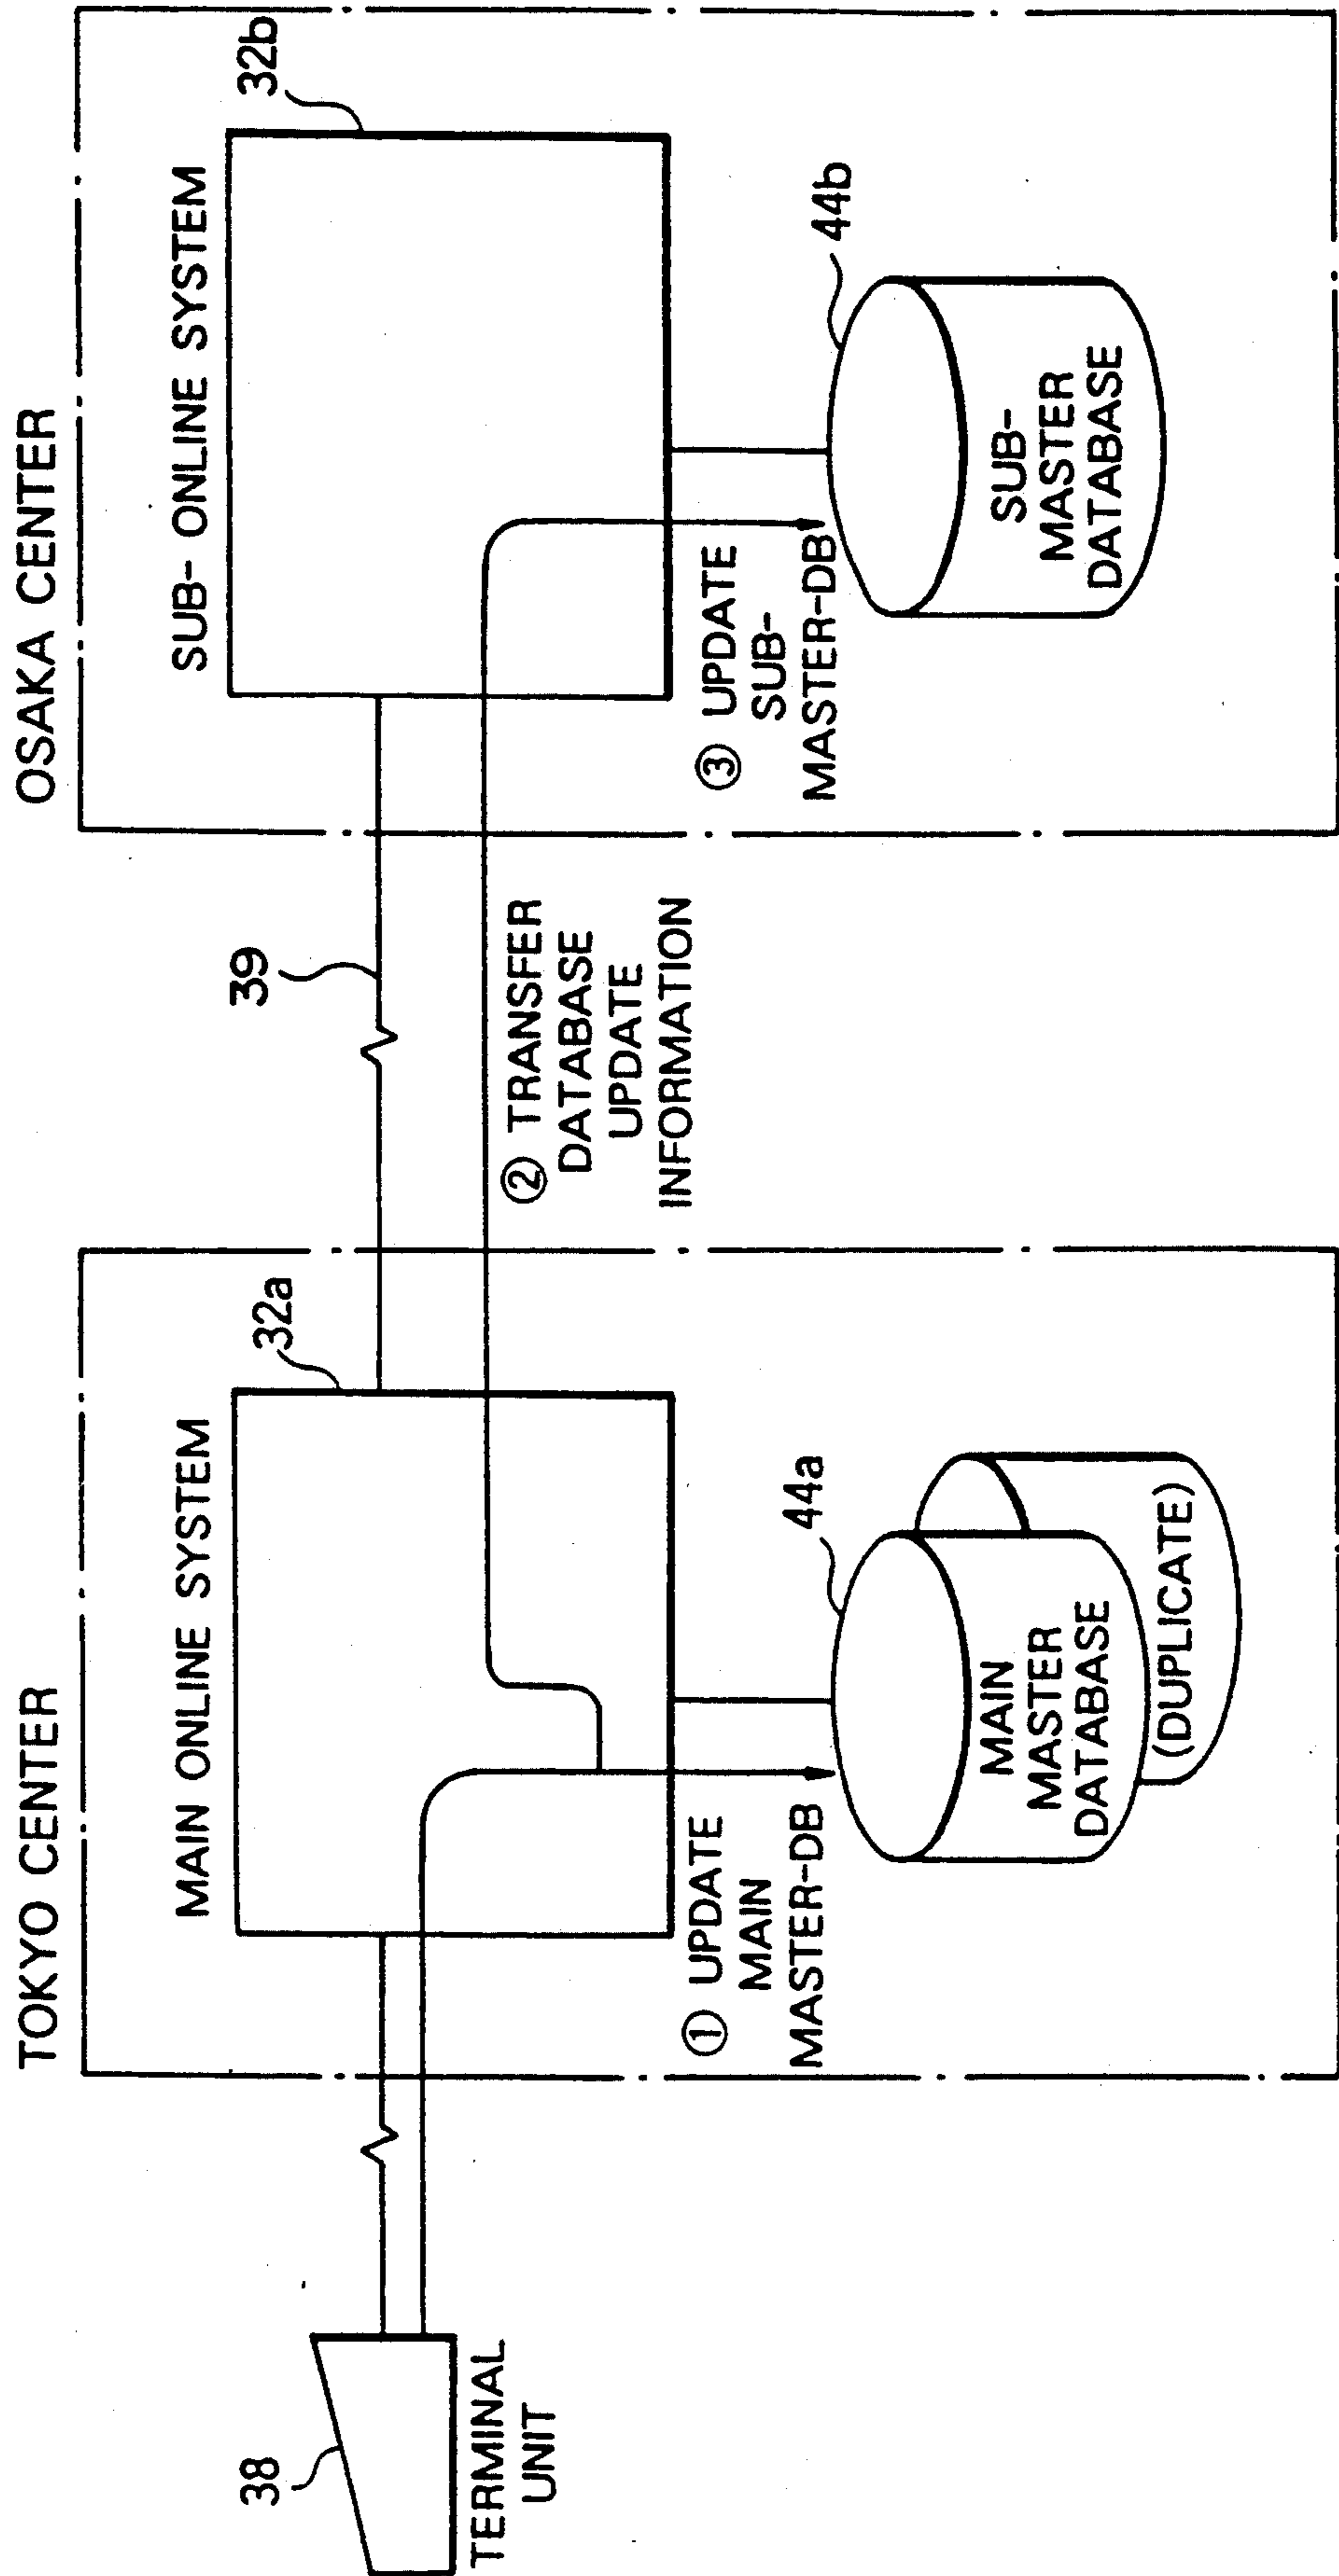 TOKYO CENTER
OSAKA CENTER
MAIN ONLINE SYSTEM
32a
SUB- ONLINE SYSTEM
32b
38
TERMINAL
UNIT
39
① UPDATE
MAIN
MASTER-DB
② TRANSFER
DATABASE
UPDATE
INFORMATION
③ UPDATE
SUB-
MASTER-DB
44a
MAIN
MASTER
DATABASE
(DUPLICATE)
44b
SUB-
MASTER
DATABASE